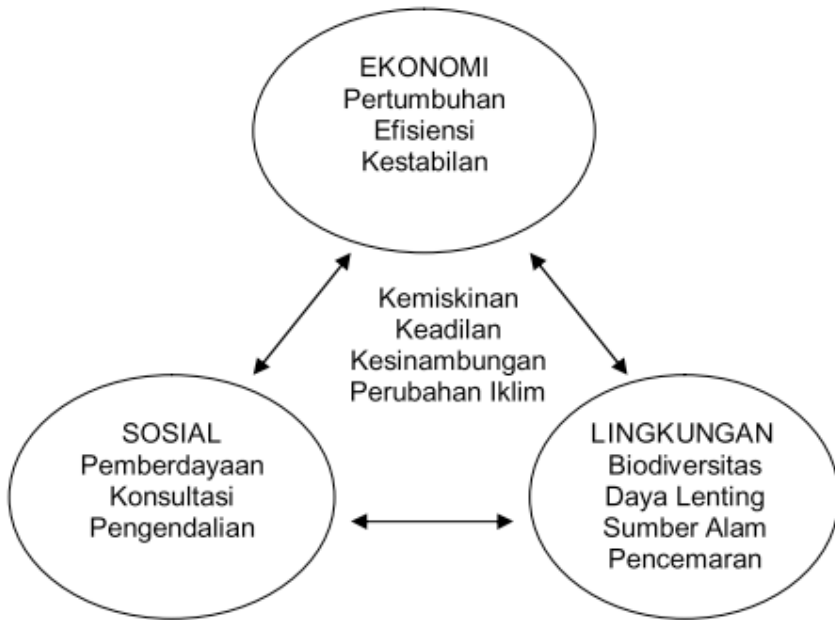 EKONOMI
Pertumbuhan
Efisiensi
Kestabilan
Kemiskinan
Keadilan
Kesinambungan
Perubahan Iklim
SOSIAL
Pemberdayaan
Konsultasi
Pengendalian
LINGKUNGAN
Biodiversitas
Daya Lenting
Sumber Alam
Pencemaran